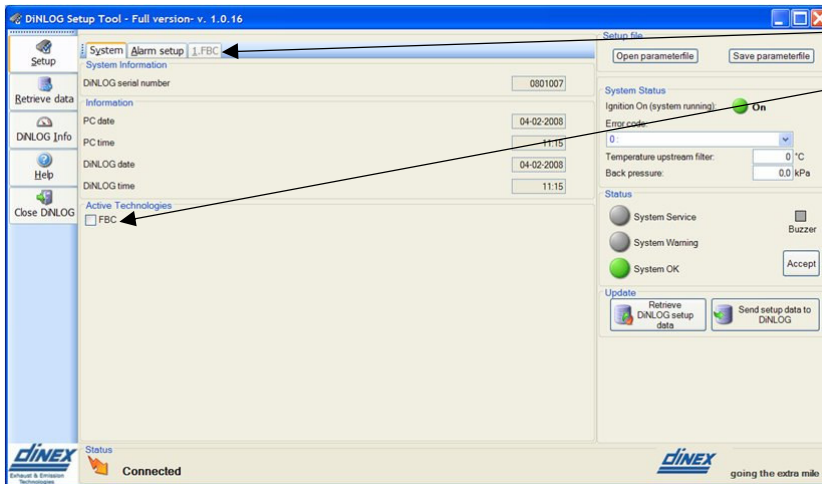 DiNLOG Setup Tool - Full version- v. 1.0.16
Setup
Retrieve data
DiNLOG Info
Help
Close DiNLOG
System
Alarm setup
1.FBC
System Information
DiNLOG serial number
0801007
Information
PC date
04-02-2008
PC time
11:15
DiNLOG date
04-02-2008
DiNLOG time
11:15
Active Technologies
FBC
Setup file
Open parameterfile
Save parameterfile
System Status
Ignition On (system running):
On
Error code:
0 :
Temperature upstream filter:
0 °C
Back pressure:
0,0 kPa
Status
System Service
Buzzer
System Warning
System OK
Accept
Update
Retrieve
DiNLOG setup
data
Send setup data to
DiNLOG
dinex
Exhaust & Emission
Technologies
Status
Connected
dinex
going the extra mile